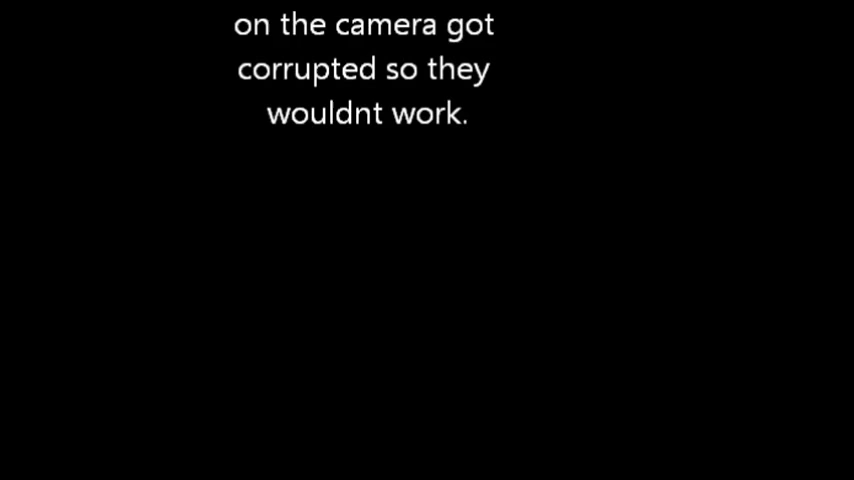 on the camera got
corrupted so they
wouldnt work.